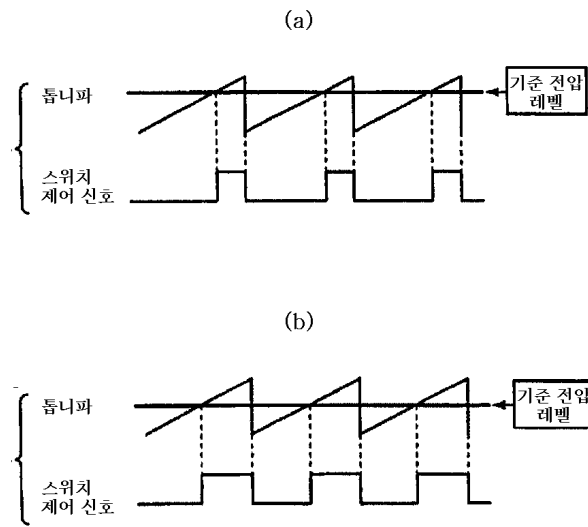 (a)
톱니파
기준 전압
레벨
스위치
제어 신호
(b)
톱니파
기준 전압
레벨
스위치
제어 신호